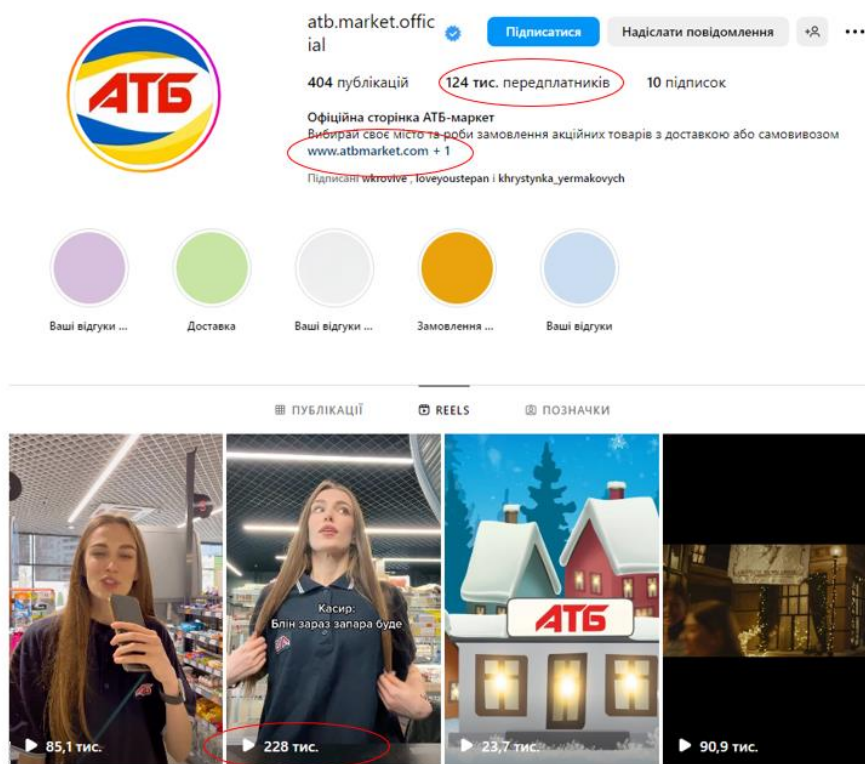 АТБ
atb.market.offic
ial
Підписатися
Надіслати повідомлення
404 публікацій
124 тис. передплатників
10 підписок
Офіційна сторінка АТБ-маркет
Вибирай своє місто та роби замовлення акційних товарів з доставкою або самовивозом
www.atbmarket.com + 1
Підписані wkrovive , loveyoustepan і khrystynka_yermakovych
Ваші відгуки ...
Доставка
Ваші відгуки ...
Замовлення ...
Ваші відгуки
ПУБЛІКАЦІЇ
REELS
ПОЗНАЧКИ
Касир:
Блін зараз запара буде
АТБ
85,1 тис.
228 тис.
23,7 тис.
90,9 тис.